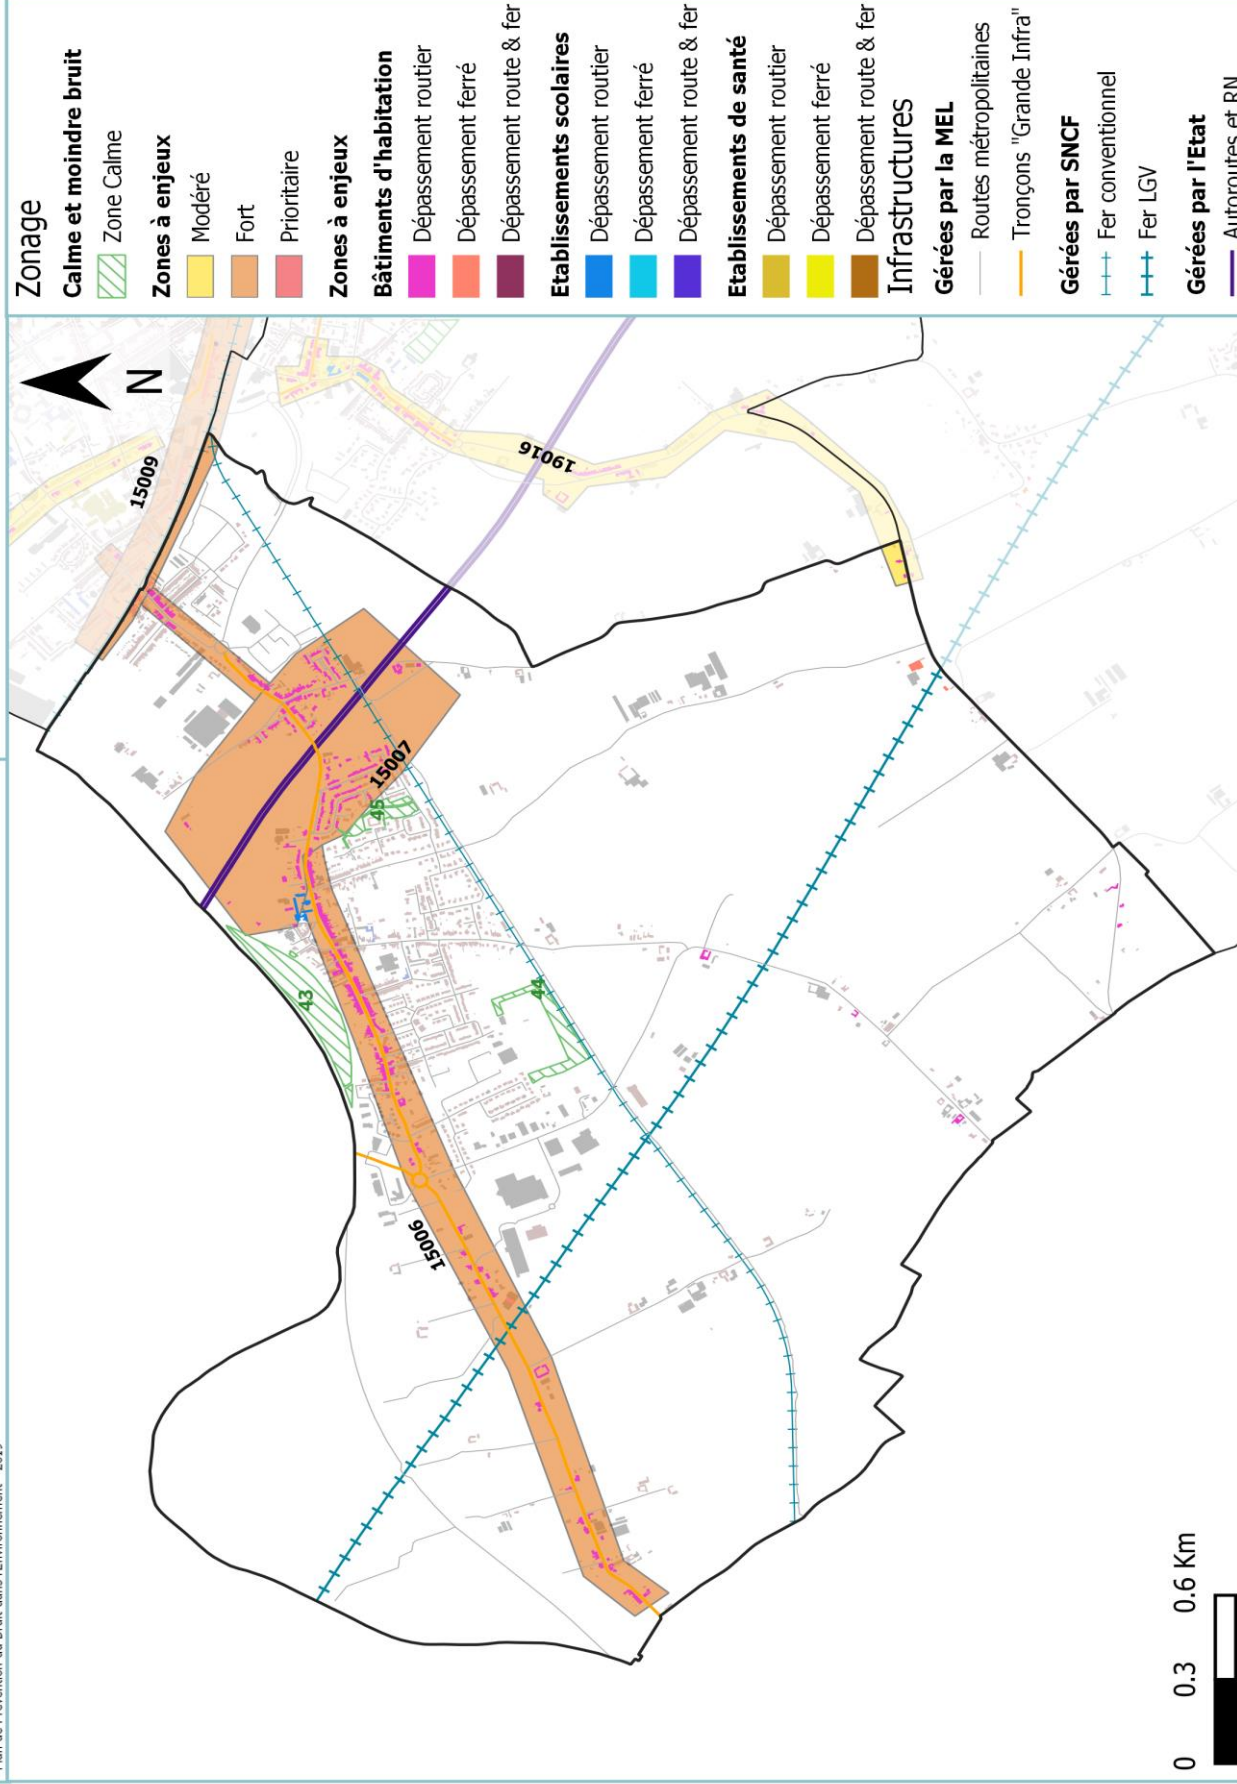 Zonage
Calme et moindre bruit
Zone Calme
Zones à enjeux
Modéré
Fort
Prioritaire
Zones à enjeux
Bâtiments d'habitation
Dépassement routier
Dépassement ferré
Dépassement route & fer
Etablissements scolaires
Dépassement routier
Dépassement ferré
Dépassement route & fer
Etablissements de santé
Dépassement routier
Dépassement ferré
Dépassement route & fer
Infrastructures
Gérées par la MEL
Routes métropolitaines
Tronçons "Grande Infra"
Gérées par SNCF
Fer conventionnel
Fer LGV
Gérées par l'Etat
Autoroutes et RN
N
15009
19016
15007
45
43
44
15006
0 0.3 0.6 Km